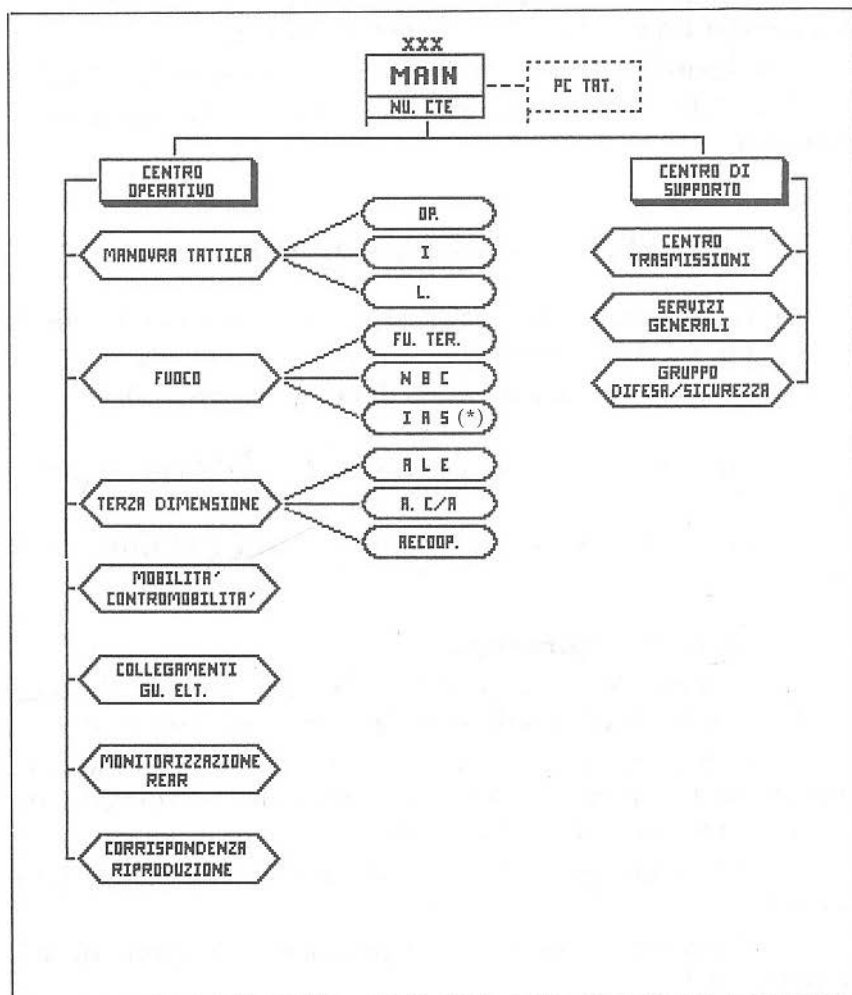 XXX
MAIN
NU. CTE
PC TAT.
CENTRO
OPERATIVO
CENTRO DI
SUPPORTO
MANOVRA TATTICA
OP.
I
L.
CENTRO
TRASMISSIONI
SERVIZI
GENERALI
GRUPPO
DIFESA/SICUREZZA
FUOCO
FU. TER.
N B C
I A S (*)
TERZA DIMENSIONE
A L E
A. C/A
AECOOP.
MOBILITA'
CONTROMOBILITA'
COLLEGAMENTI
GU. ELT.
MONITORIZZAZIONE
REAR
CORRISPONDENZA
RIPRODUZIONE